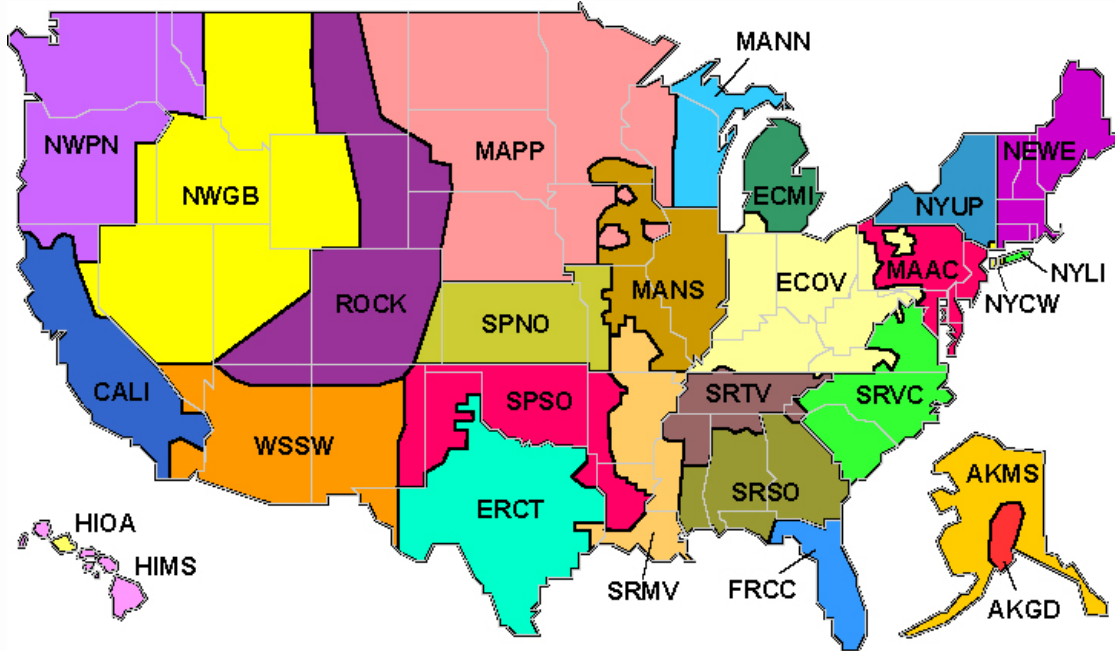 MANN
NWPN
MAPP
NEWE
NWGB
ECMI
NYUP
MAAC
NYLI
ROCK
MANS
ECOV
NYCW
SPNO
CALI
SPSO
SRTV
SRVC
WSSW
AKMS
SRSO
ERCT
HIOA
HIMS
SRMV
FRCC
AKGD